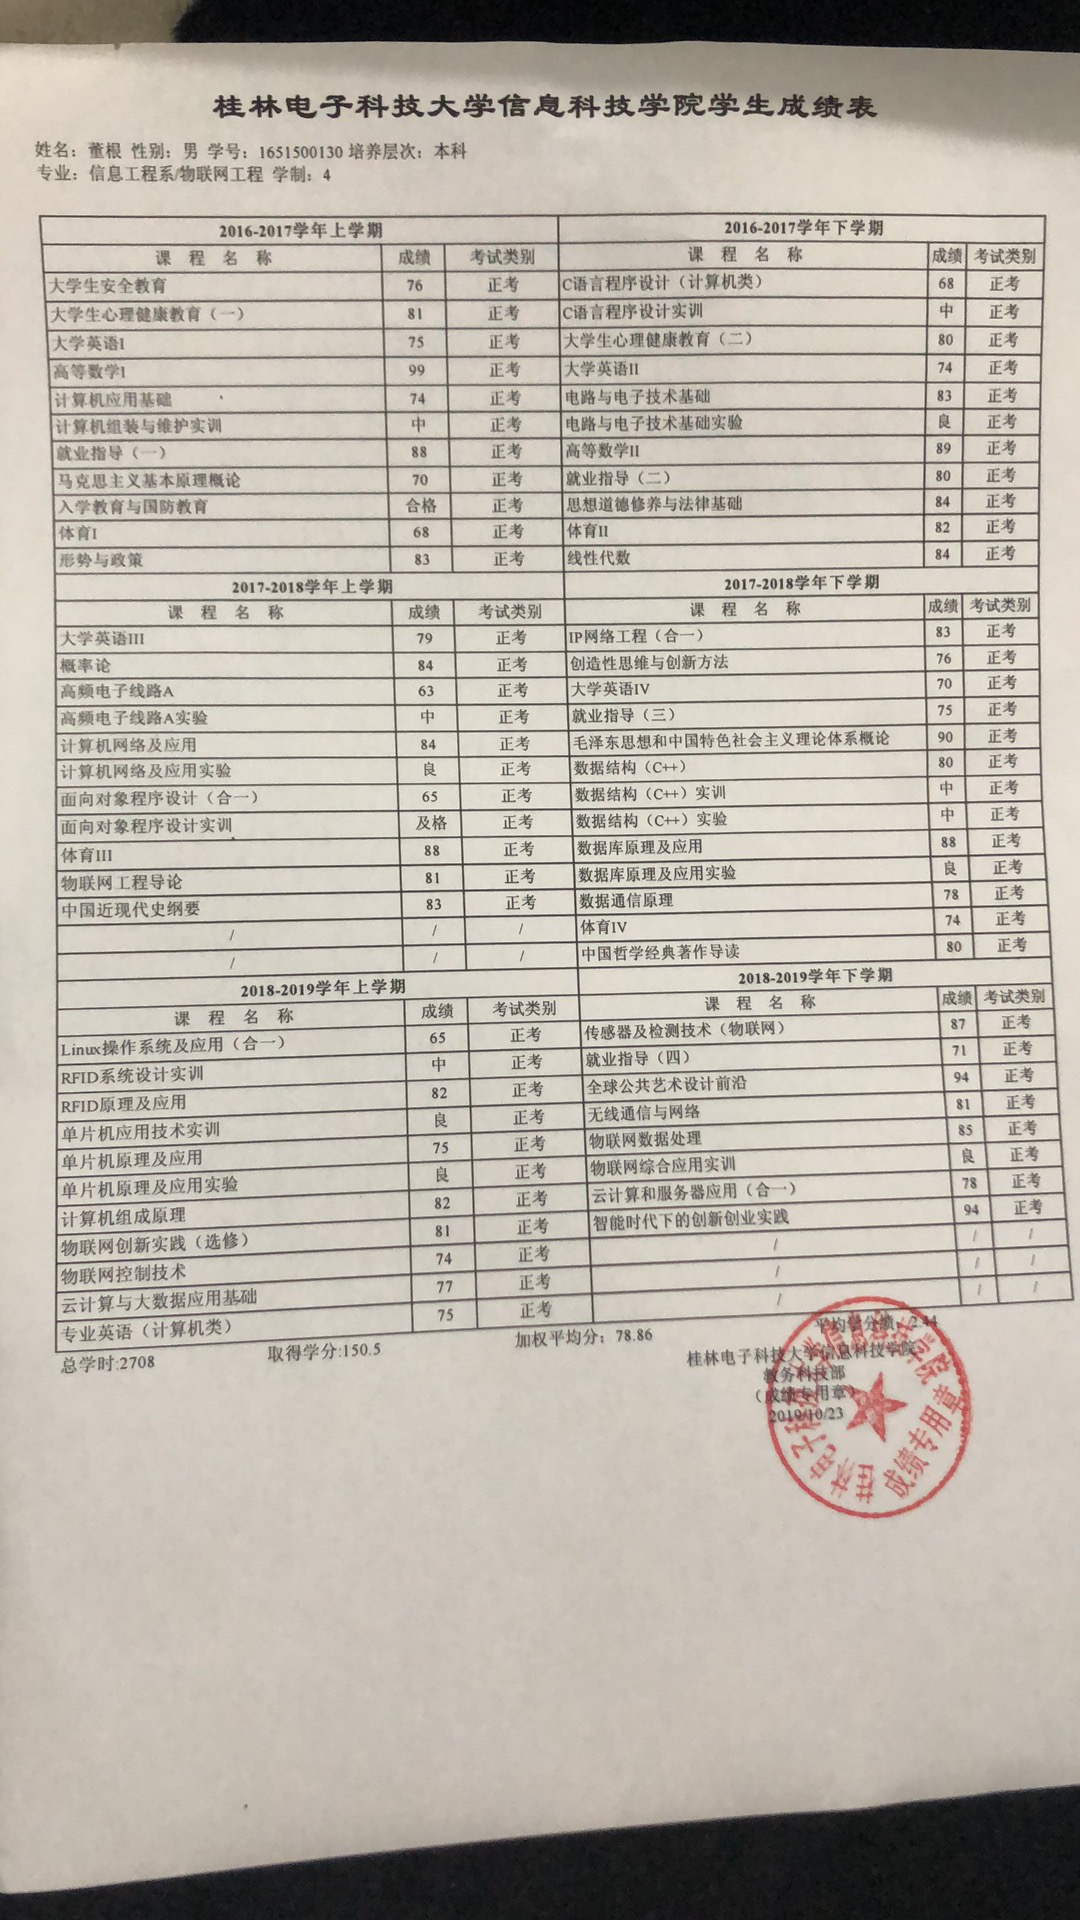 桂林电子科技大学信息科技学院学生成绩表
姓名：董根 性别：男 学号：1651500130 培养层次：本科
专业：信息工程系/物联网工程 学制：4
2016-2017学年上学期 2016-2017学年下学期
课 程 名 称 成绩 考试类别 课 程 名 称 成绩 考试类别
大学生安全教育 76 正考 C语言程序设计（计算机类） 68 正考
大学生心理健康教育（一） 81 正考 C语言程序设计实训 中 正考
大学英语I 75 正考 大学生心理健康教育（二） 80 正考
高等数学I 99 正考 大学英语II 74 正考
计算机应用基础 74 正考 电路与电子技术基础 83 正考
计算机组装与维护实训 中 正考 电路与电子技术基础实验 良 正考
就业指导（一） 88 正考 高等数学II 89 正考
马克思主义基本原理概论 70 正考 就业指导（二） 80 正考
入学教育与国防教育 合格 正考 思想道德修养与法律基础 84 正考
体育I 68 正考 体育II 82 正考
形势与政策 83 正考 线性代数 84 正考
2017-2018学年上学期 2017-2018学年下学期
课 程 名 称 成绩 考试类别 课 程 名 称 成绩 考试类别
大学英语III 79 正考 IP网络工程（合一） 83 正考
概率论 84 正考 创造性思维与创新方法 76 正考
高频电子线路A 63 正考 大学英语IV 70 正考
高频电子线路A实验 中 正考 就业指导（三） 75 正考
计算机网络及应用 84 正考 毛泽东思想和中国特色社会主义理论体系概论 90 正考
计算机网络及应用实验 良 正考 数据结构（C++） 80 正考
面向对象程序设计（合一） 65 正考 数据结构（C++）实训 中 正考
面向对象程序设计实训 及格 正考 数据结构（C++）实验 中 正考
体育III 88 正考 数据库原理及应用 88 正考
物联网工程导论 81 正考 数据库原理及应用实验 良 正考
中国近现代史纲要 83 正考 数据通信原理 78 正考
/ / / 体育IV 74 正考
/ / / 中国哲学经典著作导读 80 正考
2018-2019学年上学期 2018-2019学年下学期
课 程 名 称 成绩 考试类别 课 程 名 称 成绩 考试类别
Linux操作系统及应用（合一） 65 正考 传感器及检测技术（物联网） 87 正考
RFID系统设计实训 中 正考 就业指导（四） 71 正考
RFID原理及应用 82 正考 全球公共艺术设计前沿 94 正考
单片机应用技术实训 良 正考 无线通信与网络 81 正考
单片机原理及应用 75 正考 物联网数据处理 85 正考
单片机原理及应用实验 良 正考 物联网综合应用实训 良 正考
计算机组成原理 82 正考 云计算和服务器应用（合一） 78 正考
物联网创新实践（选修） 81 正考 智能时代下的创新创业实践 94 正考
物联网控制技术 74 正考 / / /
云计算与大数据应用基础 77 正考 / / /
专业英语（计算机类） 75 正考 / / /
总学时:2708 取得学分:150.5 加权平均分：78.86 平均学分绩：2.44
桂林电子科技大学信息科技学院
教务科技部
（成绩专用章）
2019/10/23
桂林电子科技大学信息科技学院
成绩专用章